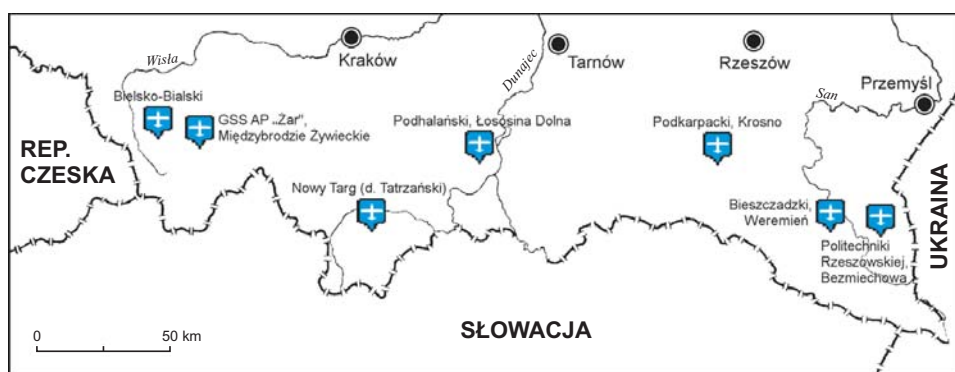 Wisła
Kraków
Dunajec
Tarnów
Rzeszów
Przemyśl
San
Bielsko-Bialski
GSS AP „Żar",
Międzybrodzie Żywieckie
Podhalański, Łososina Dolna
Podkarpacki, Krosno
REP.
CZESKA
Nowy Targ (d. Tatrzański)
Bieszczadzki,
Weremień
Politechniki
Rzeszowskiej,
Bezmiechowa
UKRAINA
SŁOWACJA
0 50 km